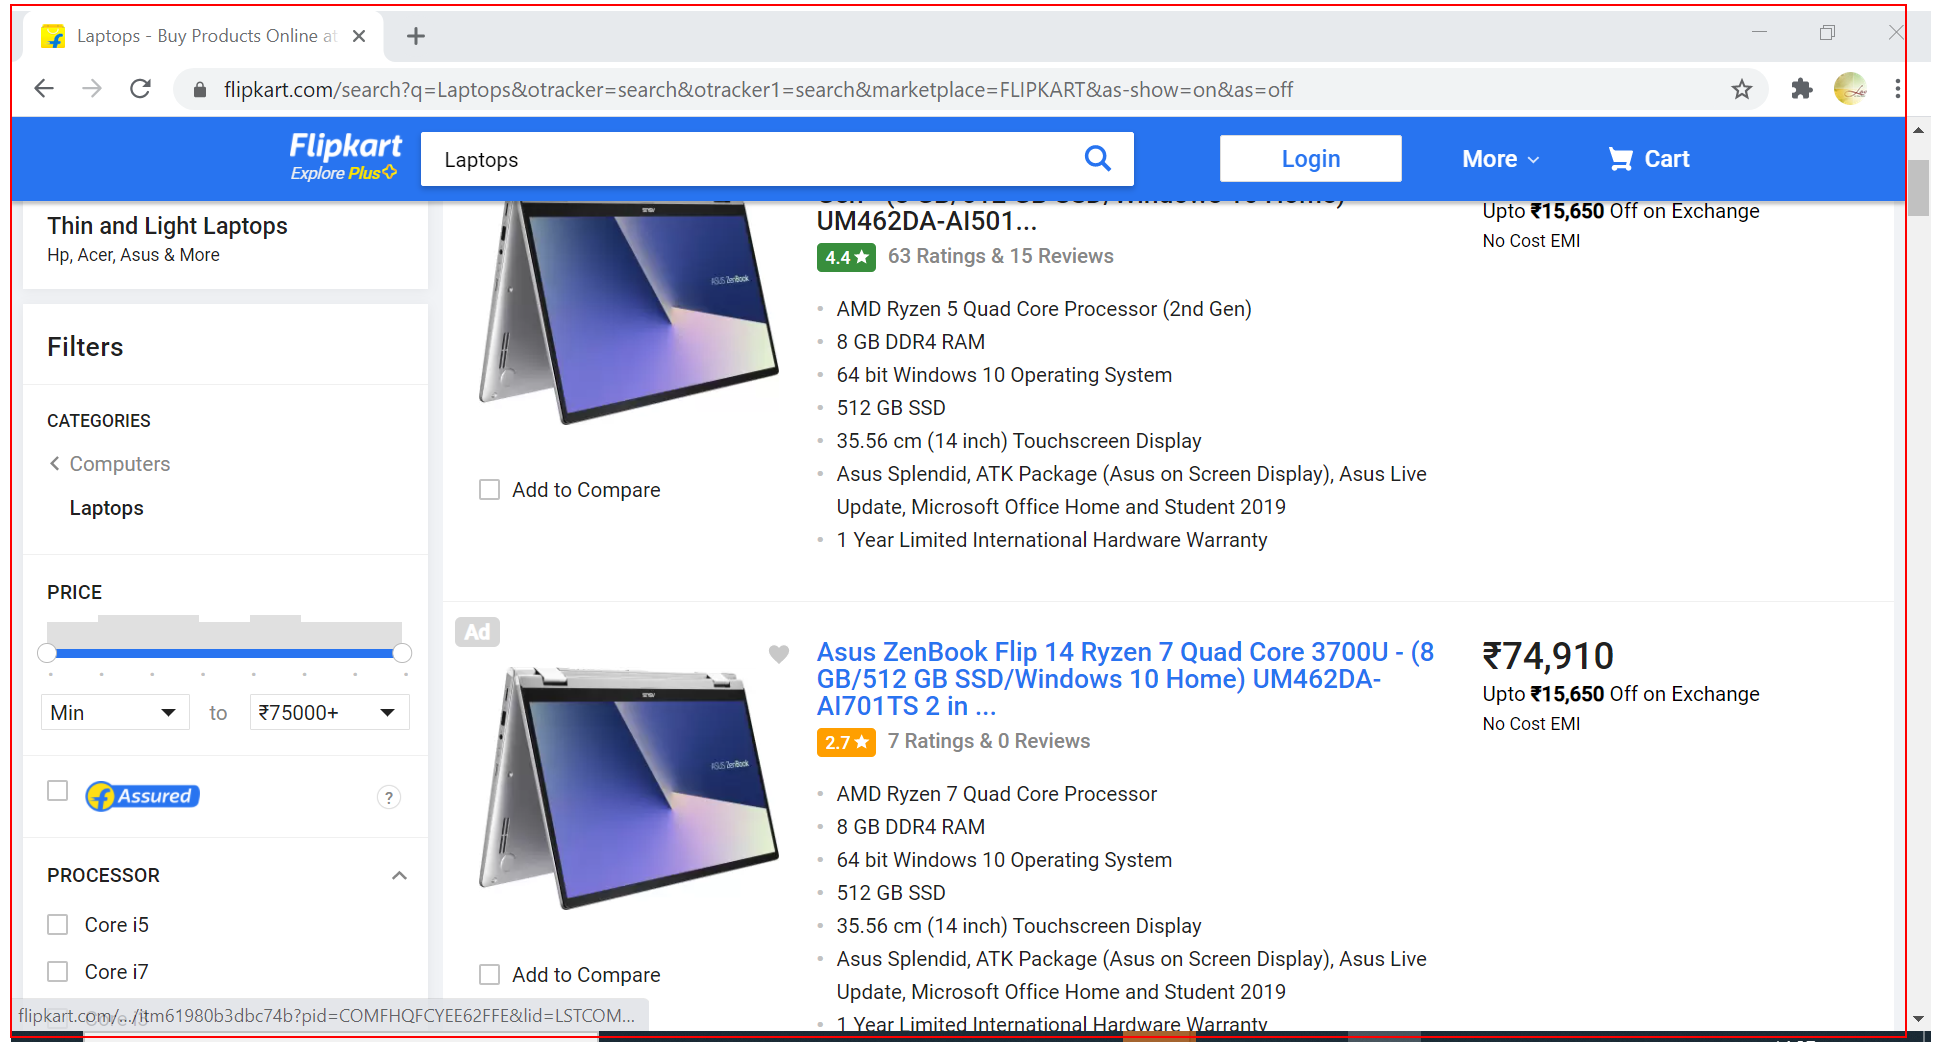 Laptops - Buy Products Online at
flipkart.com/search?q=Laptops&otracker=search&otracker1=search&marketplace=FLIPKART&as-show=on&as=off
Flipkart
Explore Plus
Laptops
Login
More
Cart
Thin and Light Laptops
Hp, Acer, Asus & More
Filters
CATEGORIES
Computers
Laptops
PRICE
Min
to
₹75000+
Assured
?
PROCESSOR
Core i5
Core i7
UM462DA-AI501...
4.4★ 63 Ratings & 15 Reviews
AMD Ryzen 5 Quad Core Processor (2nd Gen)
8 GB DDR4 RAM
64 bit Windows 10 Operating System
512 GB SSD
35.56 cm (14 inch) Touchscreen Display
Asus Splendid, ATK Package (Asus on Screen Display), Asus Live
Update, Microsoft Office Home and Student 2019
1 Year Limited International Hardware Warranty
Add to Compare
Upto ₹15,650 Off on Exchange
No Cost EMI
Ad
ASUS ZenBook
Asus ZenBook Flip 14 Ryzen 7 Quad Core 3700U - (8
GB/512 GB SSD/Windows 10 Home) UM462DA-
AI701TS 2 in ...
2.7★ 7 Ratings & 0 Reviews
AMD Ryzen 7 Quad Core Processor
8 GB DDR4 RAM
64 bit Windows 10 Operating System
512 GB SSD
35.56 cm (14 inch) Touchscreen Display
Asus Splendid, ATK Package (Asus on Screen Display), Asus Live
Update, Microsoft Office Home and Student 2019
1 Year Limited International Hardware Warranty
Add to Compare
ASUS ZenBook
₹74,910
Upto ₹15,650 Off on Exchange
No Cost EMI
flipkart.com/.../itm61980b3dbc74b?pid=COMFHQFCYEE62FFE&lid=LSTCOM...